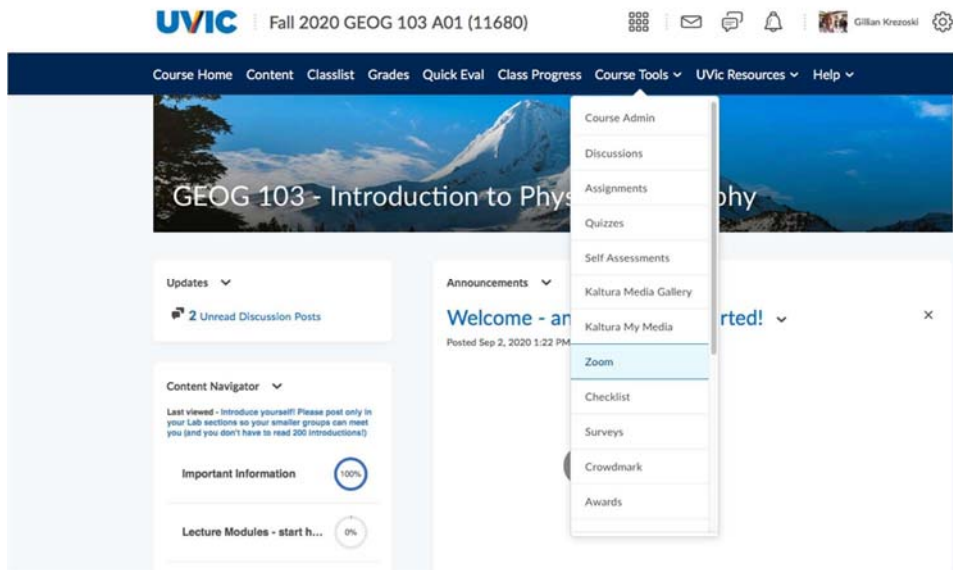 UVIC Fall 2020 GEOG 103 A01 (11680) Gillian Krezoski
Course Home Content Classlist Grades Quick Eval Class Progress Course Tools UVic Resources Help
GEOG 103 - Introduction to Phys phy
Course Admin
Discussions
Assignments
Quizzes
Self Assessments
Kaltura Media Gallery
Kaltura My Media
Zoom
Checklist
Surveys
Crowdmark
Awards
Updates
2 Unread Discussion Posts
Content Navigator
Last viewed - Introduce yourself! Please post only in
your Lab sections so your smaller groups can meet
you (and you don't have to read 200 introductions!)
Important Information 100%
Lecture Modules - start h... 0%
Announcements
Welcome - an rted!
Posted Sep 2, 2020 1:22 PM